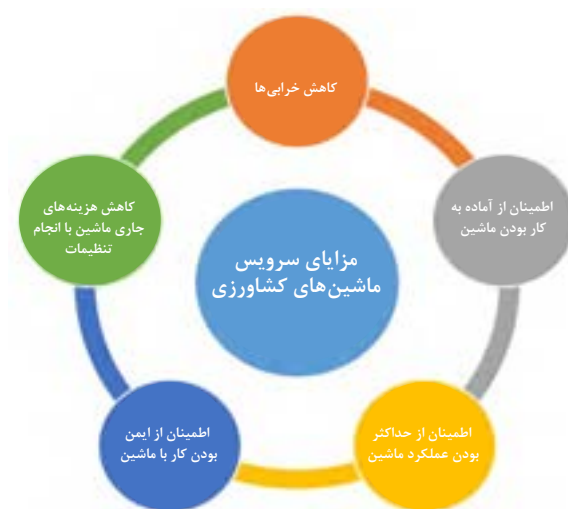 کاهش خرابی‌ها
اطمینان از آماده به
کار بودن ماشین
اطمینان از حداکثر
بودن عملکرد ماشین
اطمینان از ایمن
بودن کار با ماشین
کاهش هزینه‌های
جاری ماشین با انجام
تنظیمات
مزایای سرویس
ماشین‌های کشاورزی